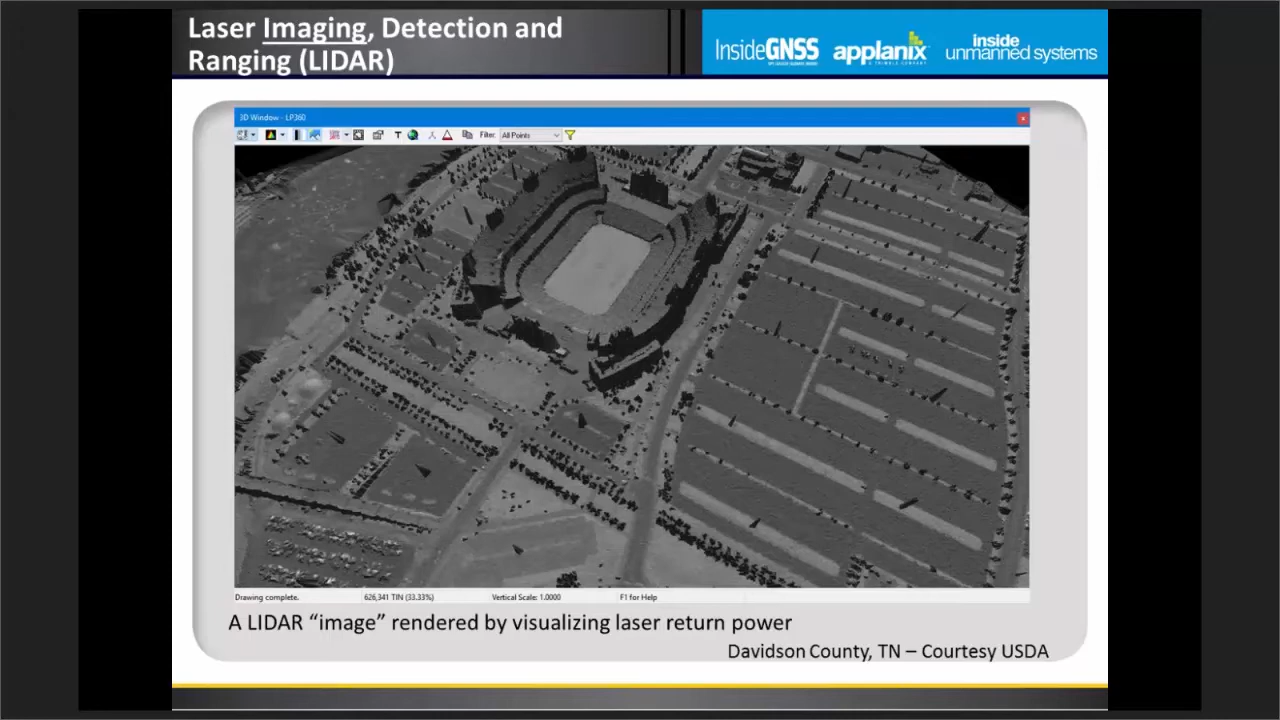 Laser Imaging, Detection and
Ranging (LIDAR)
InsideGNSS
applanix
A TRIMBLE COMPANY
inside
unmanned systems
3D Window - LP360
Filter: All Points
Drawing complete. 626,341 TIN (33.33%) Vertical Scale: 1.0000 F1 for Help
A LIDAR “image” rendered by visualizing laser return power
Davidson County, TN – Courtesy USDA